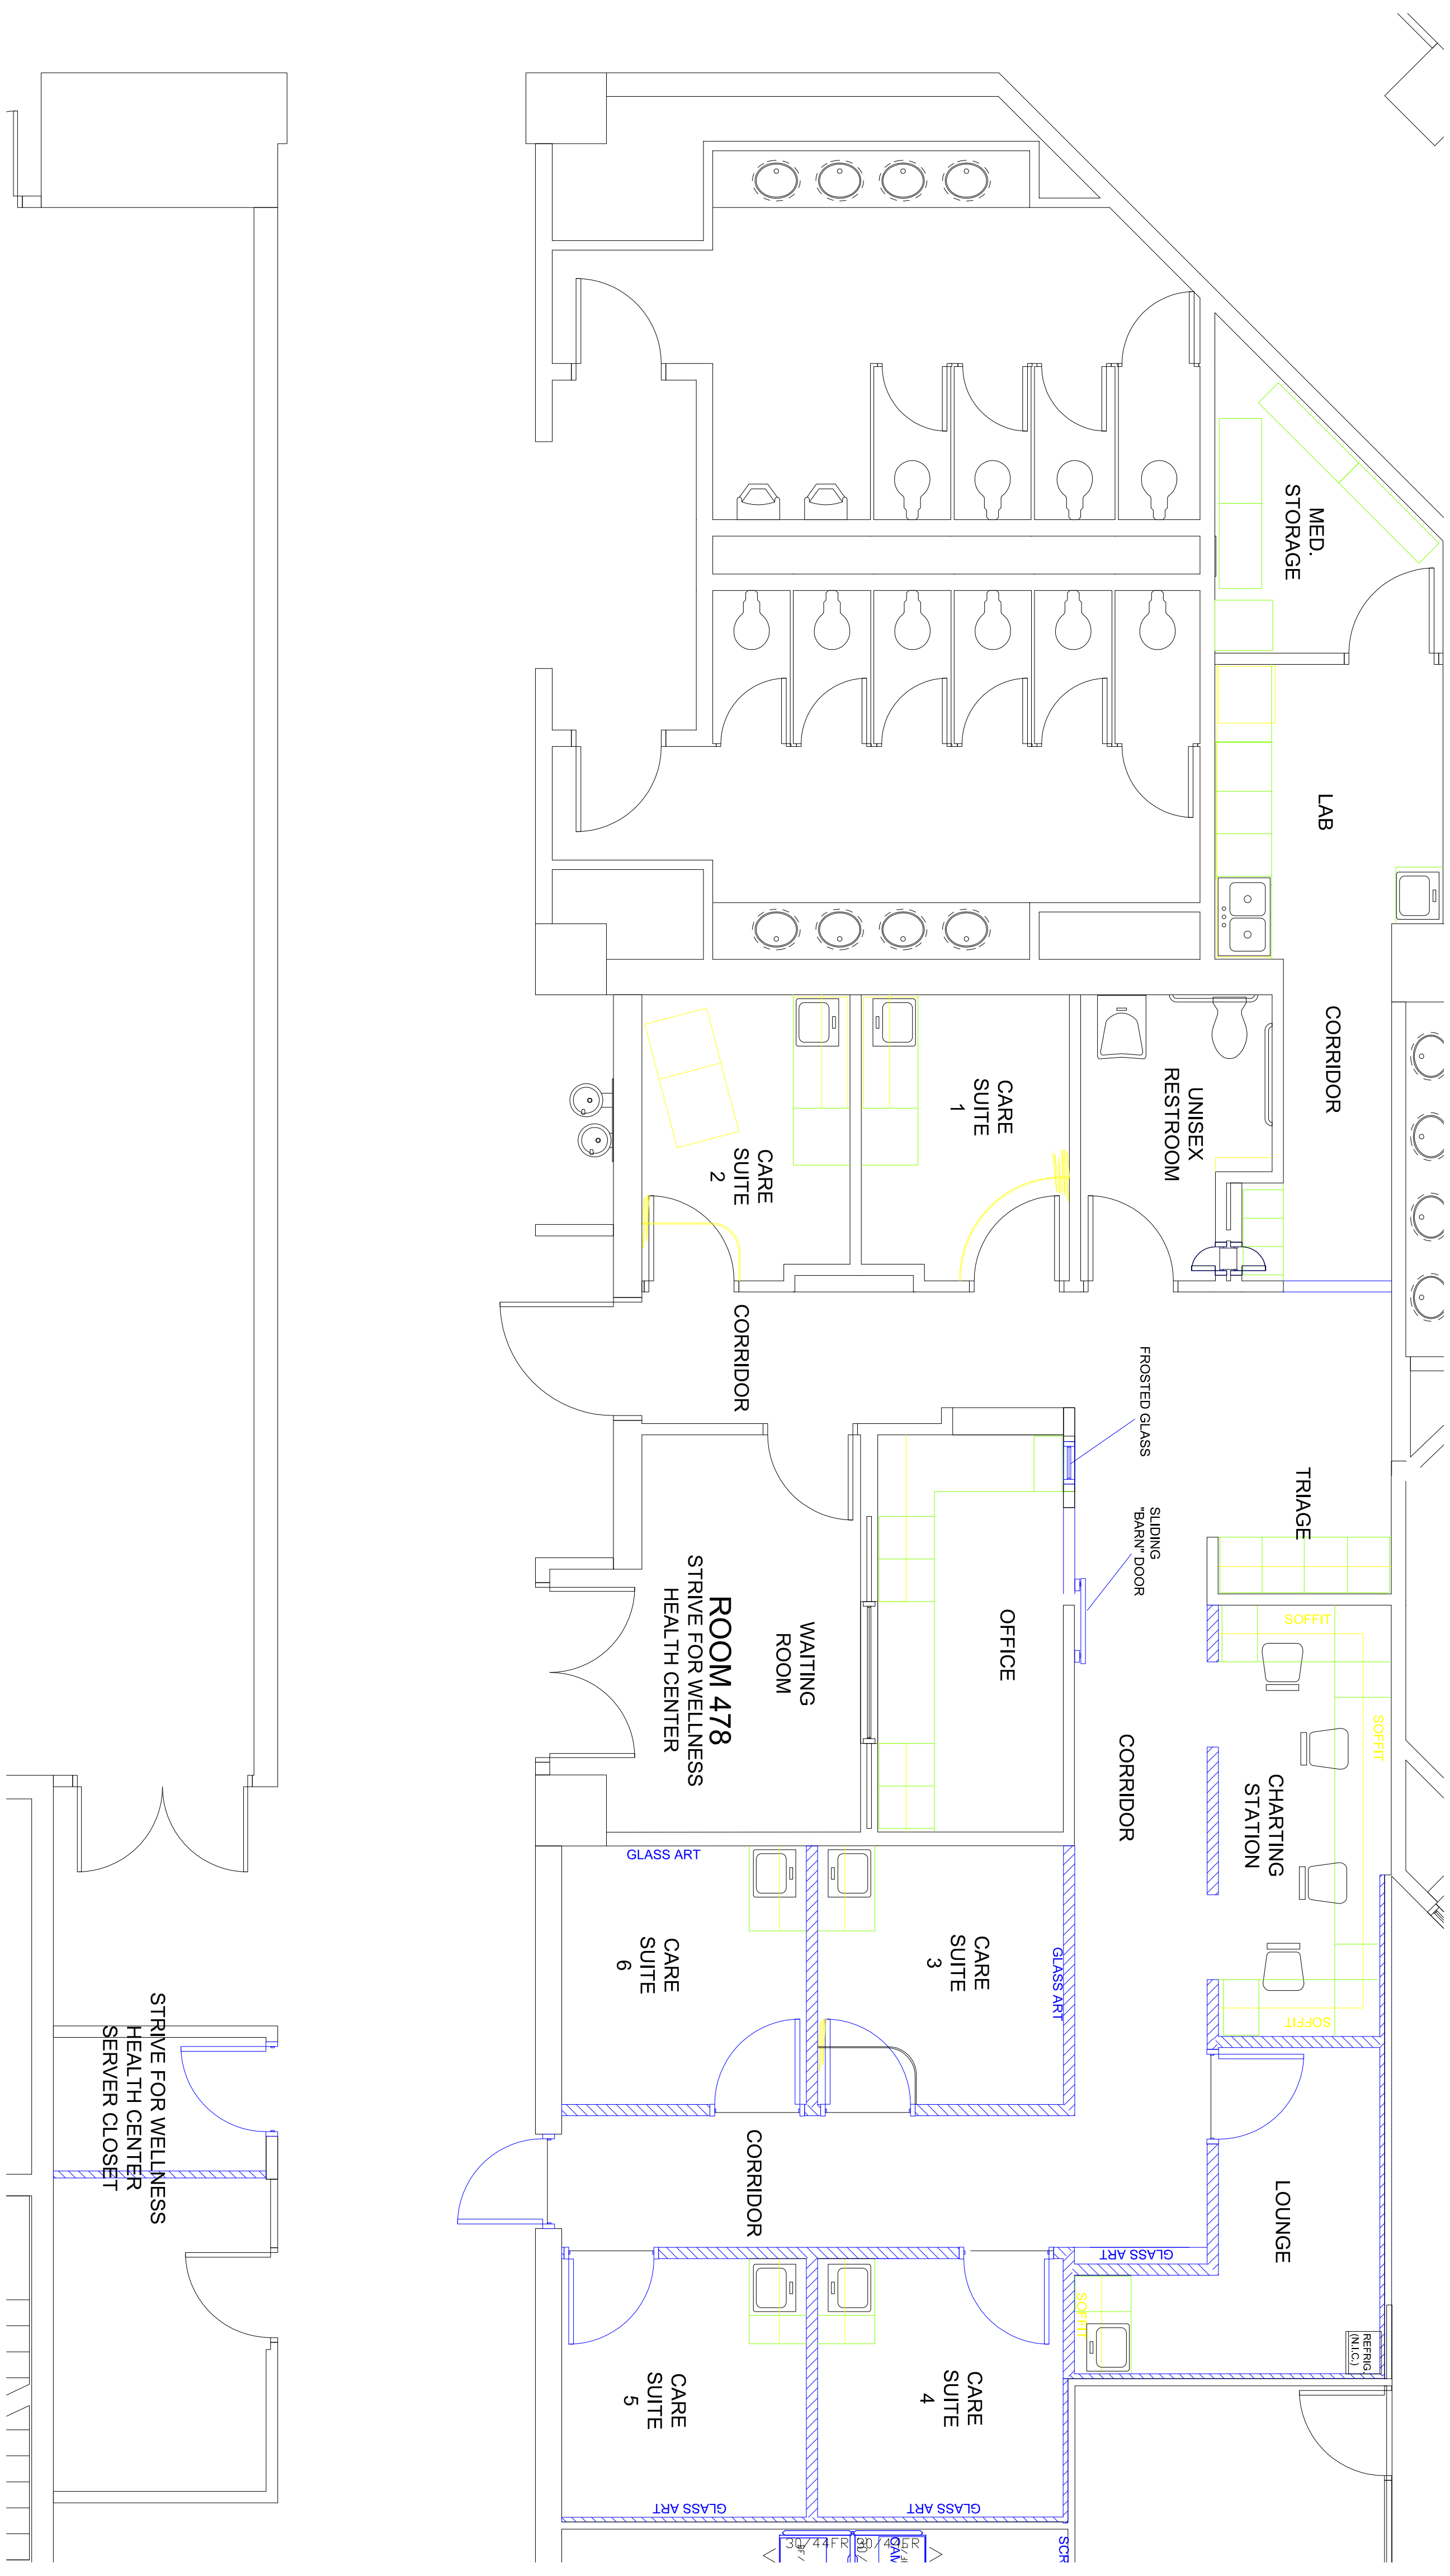 MED.
STORAGE
LAB
CORRIDOR
UNISEX
RESTROOM
CARE
SUITE
1
CARE
SUITE
2
CORRIDOR
FROSTED GLASS
SLIDING
"BARN" DOOR
TRIAGE
OFFICE
WAITING
ROOM
ROOM 478
STRIVE FOR WELLNESS
HEALTH CENTER
SOFFIT
SOFFIT
SOFFIT
CHARTING
STATION
CORRIDOR
GLASS ART
CARE
SUITE
6
CARE
SUITE
3
GLASS ART
STRIVE FOR WELLNESS
HEALTH CENTER
SERVER CLOSET
CORRIDOR
LOUNGE
GLASS ART
SOFFIT
REFRIG.
(N.I.C.)
CARE
SUITE
5
CARE
SUITE
4
GLASS ART
GLASS ART
30/44FR